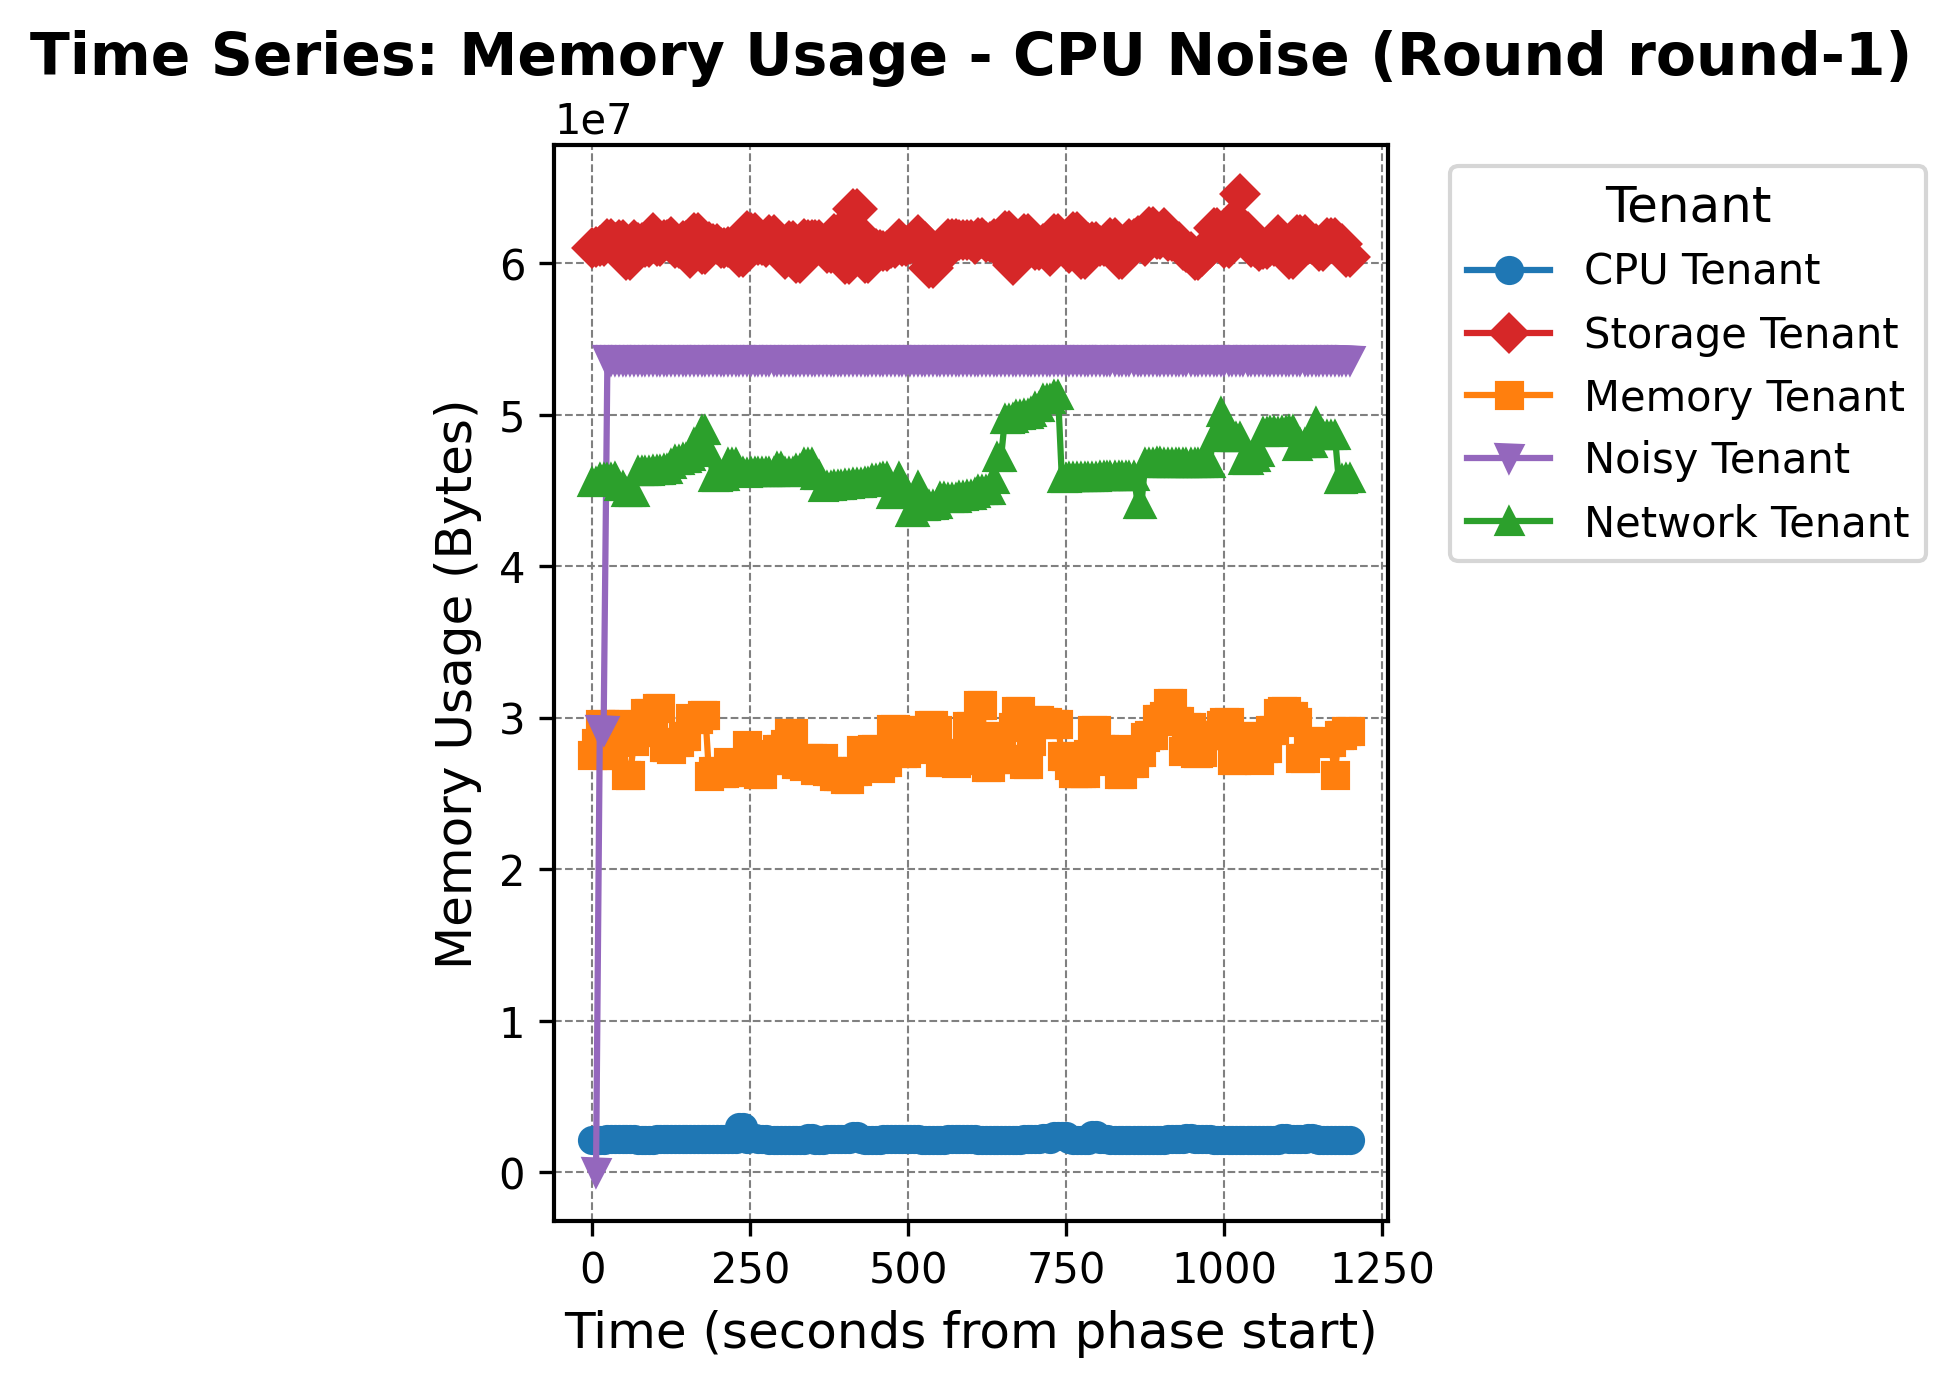 Time Series: Memory Usage - CPU Noise (Round round-1)
1e7
6
5
4
3
2
1
0
Memory Usage (Bytes)
0 250 500 750 1000 1250
Time (seconds from phase start)
Tenant
CPU Tenant
Storage Tenant
Memory Tenant
Noisy Tenant
Network Tenant